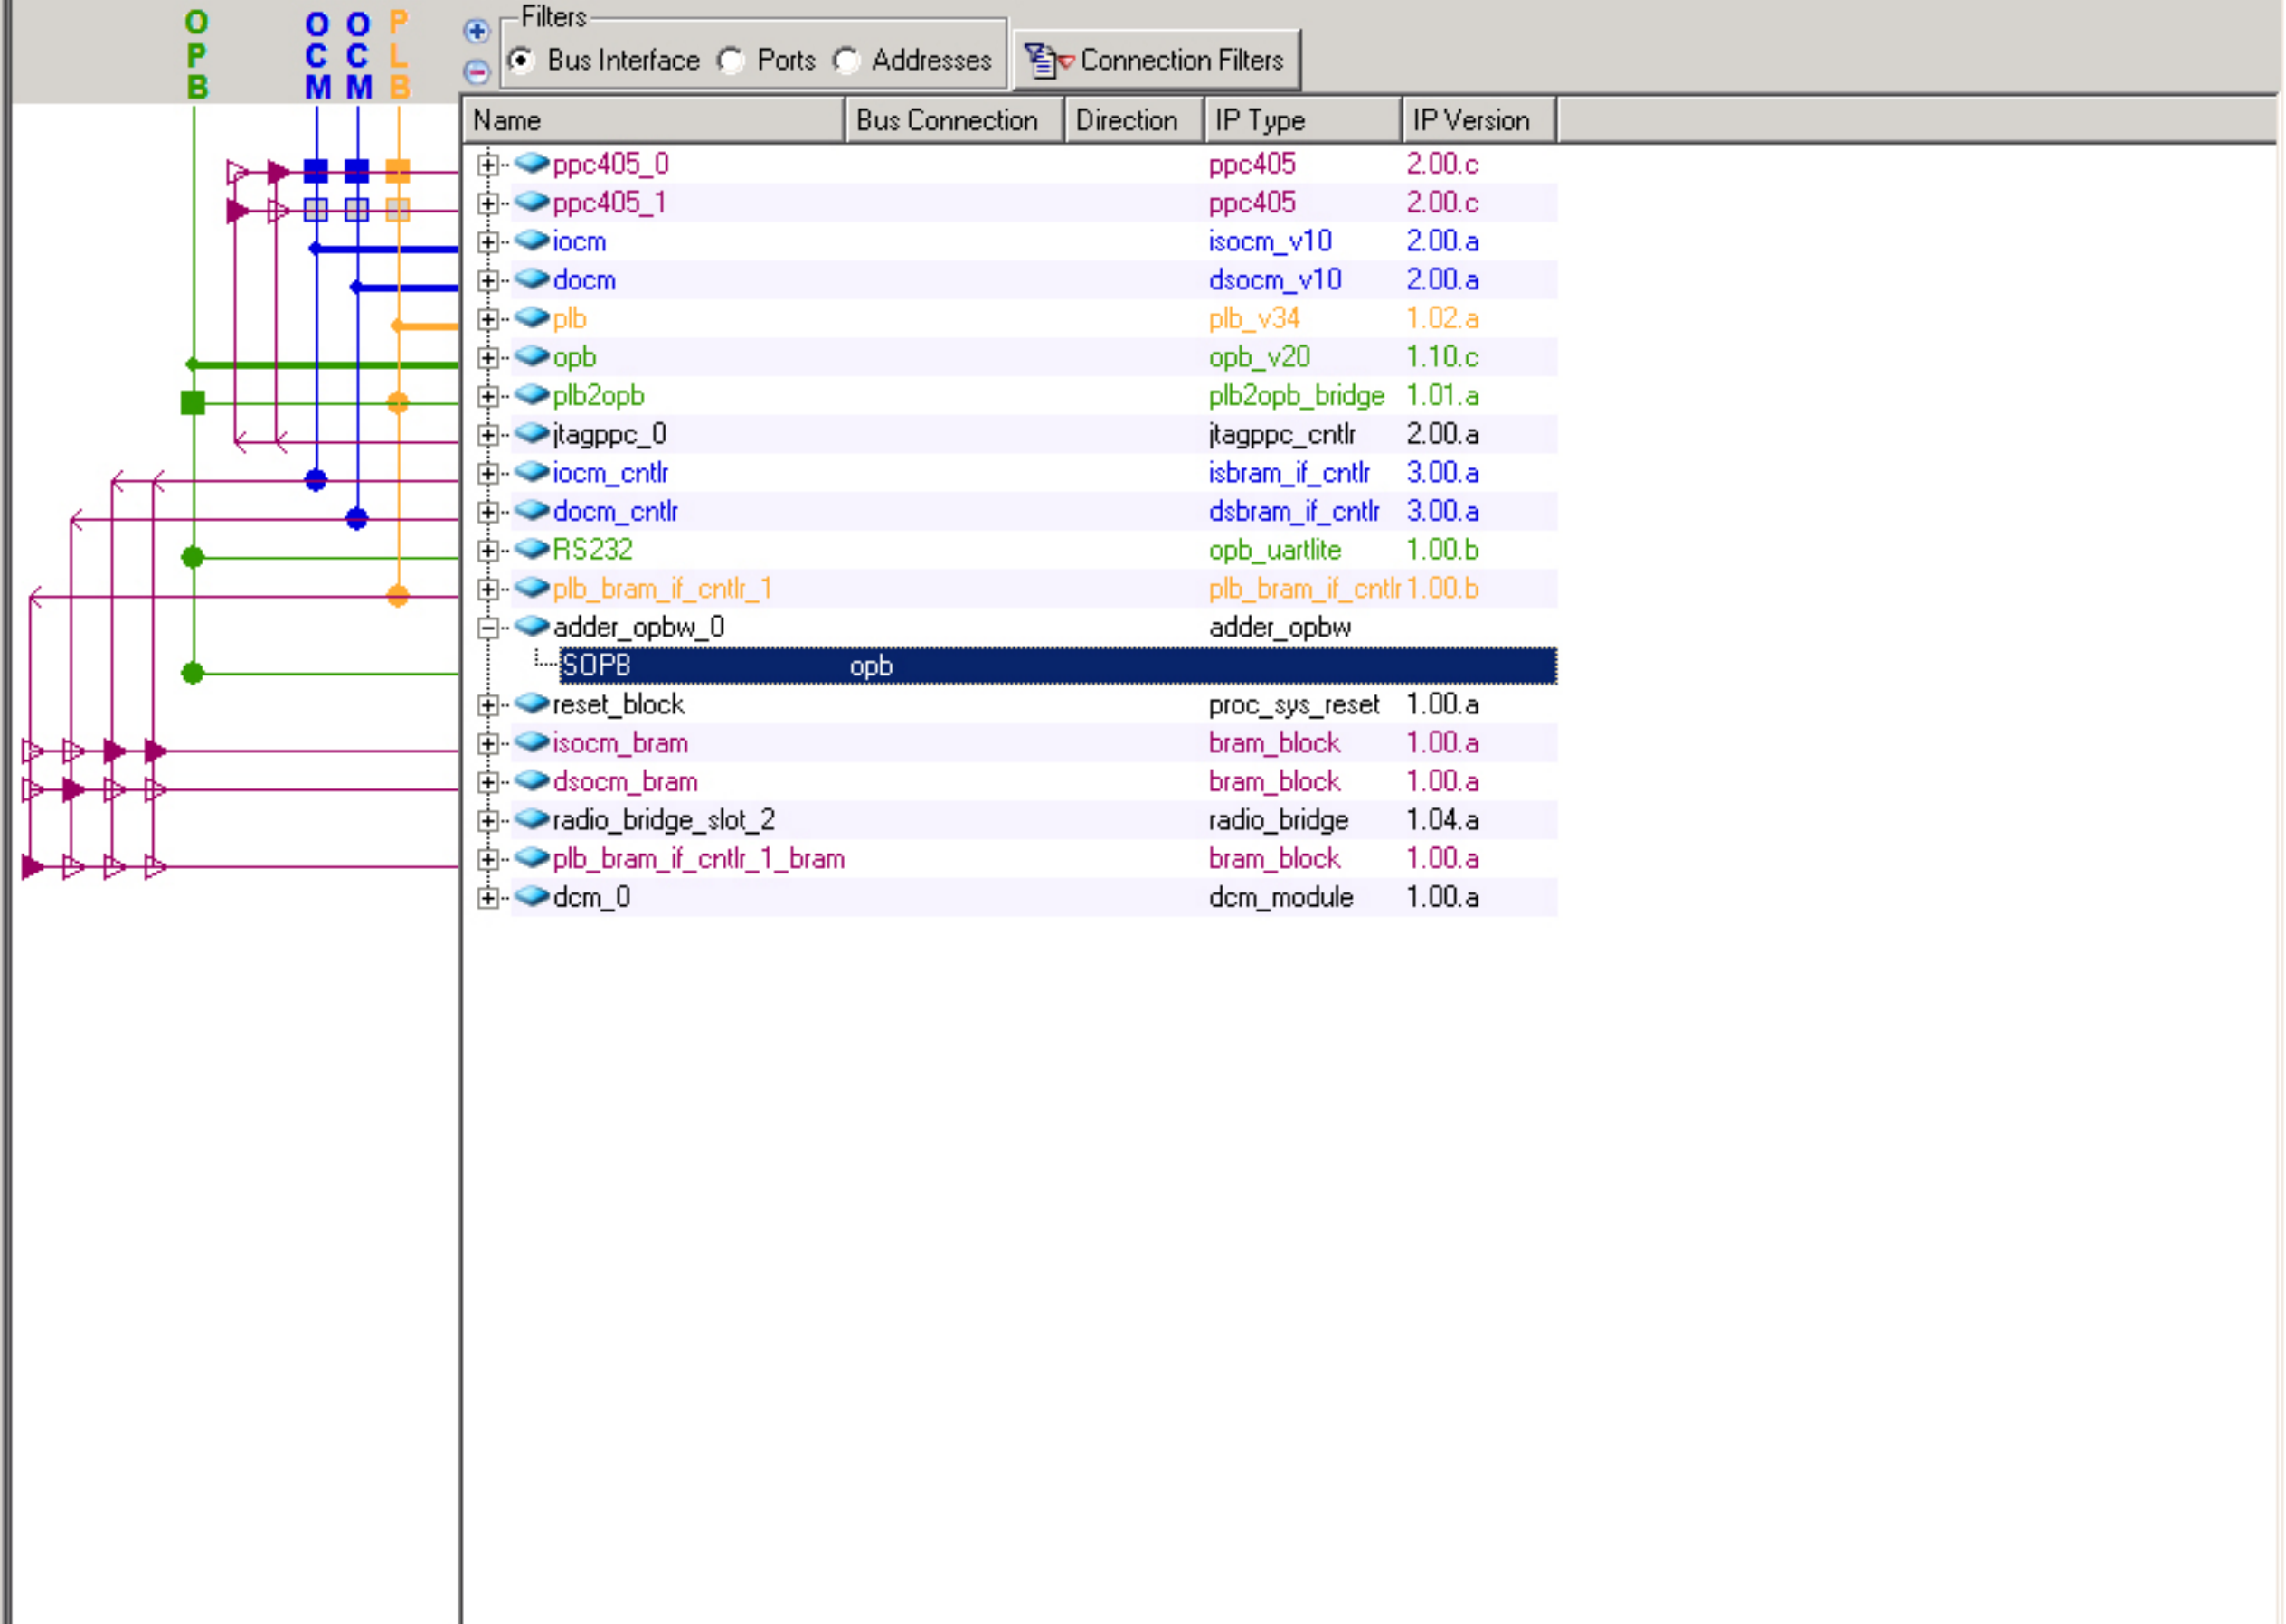 OPB OCM OCM PLB
Filters
Bus Interface Ports Addresses Connection Filters
Name Bus Connection Direction IP Type IP Version
ppc405_0 ppc405 2.00.c
ppc405_1 ppc405 2.00.c
iocm isocm_v10 2.00.a
docm dsocm_v10 2.00.a
plb plb_v34 1.02.a
opb opb_v20 1.10.c
plb2opb plb2opb_bridge 1.01.a
jtagppc_0 jtagppc_cntlr 2.00.a
iocm_cntlr isbram_if_cntlr 3.00.a
docm_cntlr dsbram_if_cntlr 3.00.a
RS232 opb_uartlite 1.00.b
plb_bram_if_cntlr_1 plb_bram_if_cntlr 1.00.b
adder_opbw_0 adder_opbw
SOPB opb
reset_block proc_sys_reset 1.00.a
isocm_bram bram_block 1.00.a
dsocm_bram bram_block 1.00.a
radio_bridge_slot_2 radio_bridge 1.04.a
plb_bram_if_cntlr_1_bram bram_block 1.00.a
dcm_0 dcm_module 1.00.a